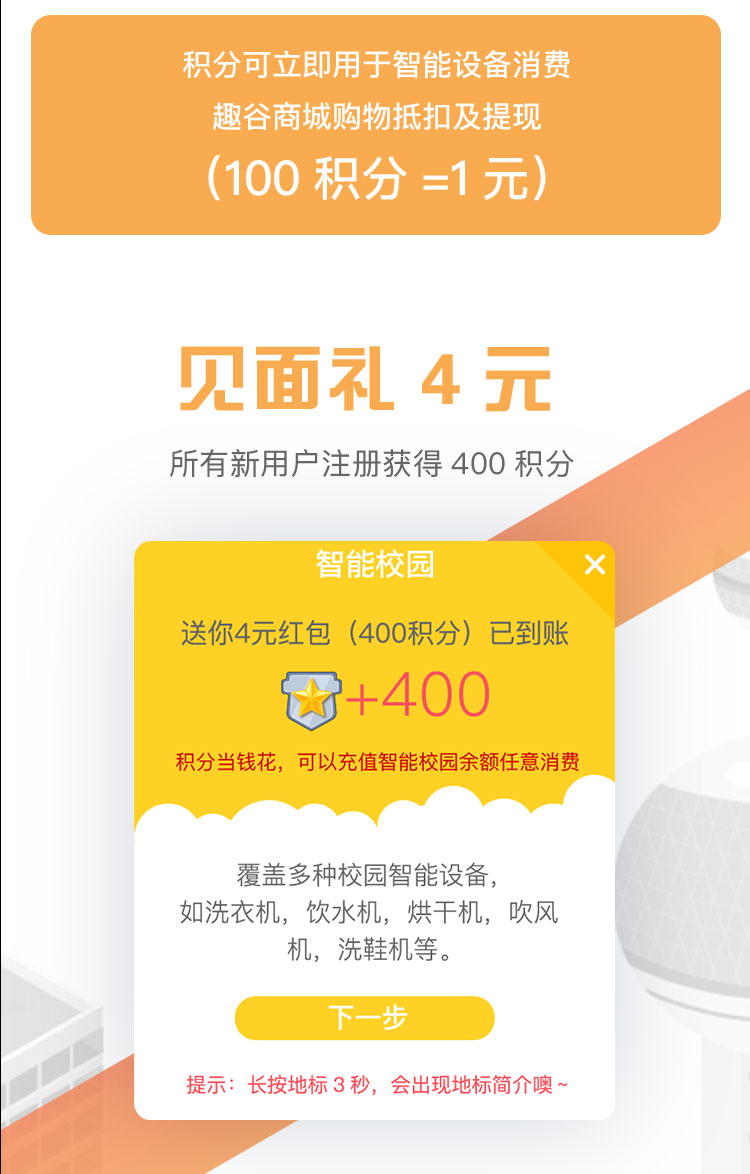 积分可立即用于智能设备消费
趣谷商城购物抵扣及提现
（100 积分 =1 元）
见面礼 4 元
所有新用户注册获得 400 积分
智能校园
送你4元红包（400积分）已到账
+400
积分当钱花，可以充值智能校园余额任意消费
覆盖多种校园智能设备，
如洗衣机，饮水机，烘干机，吹风
机，洗鞋机等。
下一步
提示：长按地标 3 秒，会出现地标简介噢~